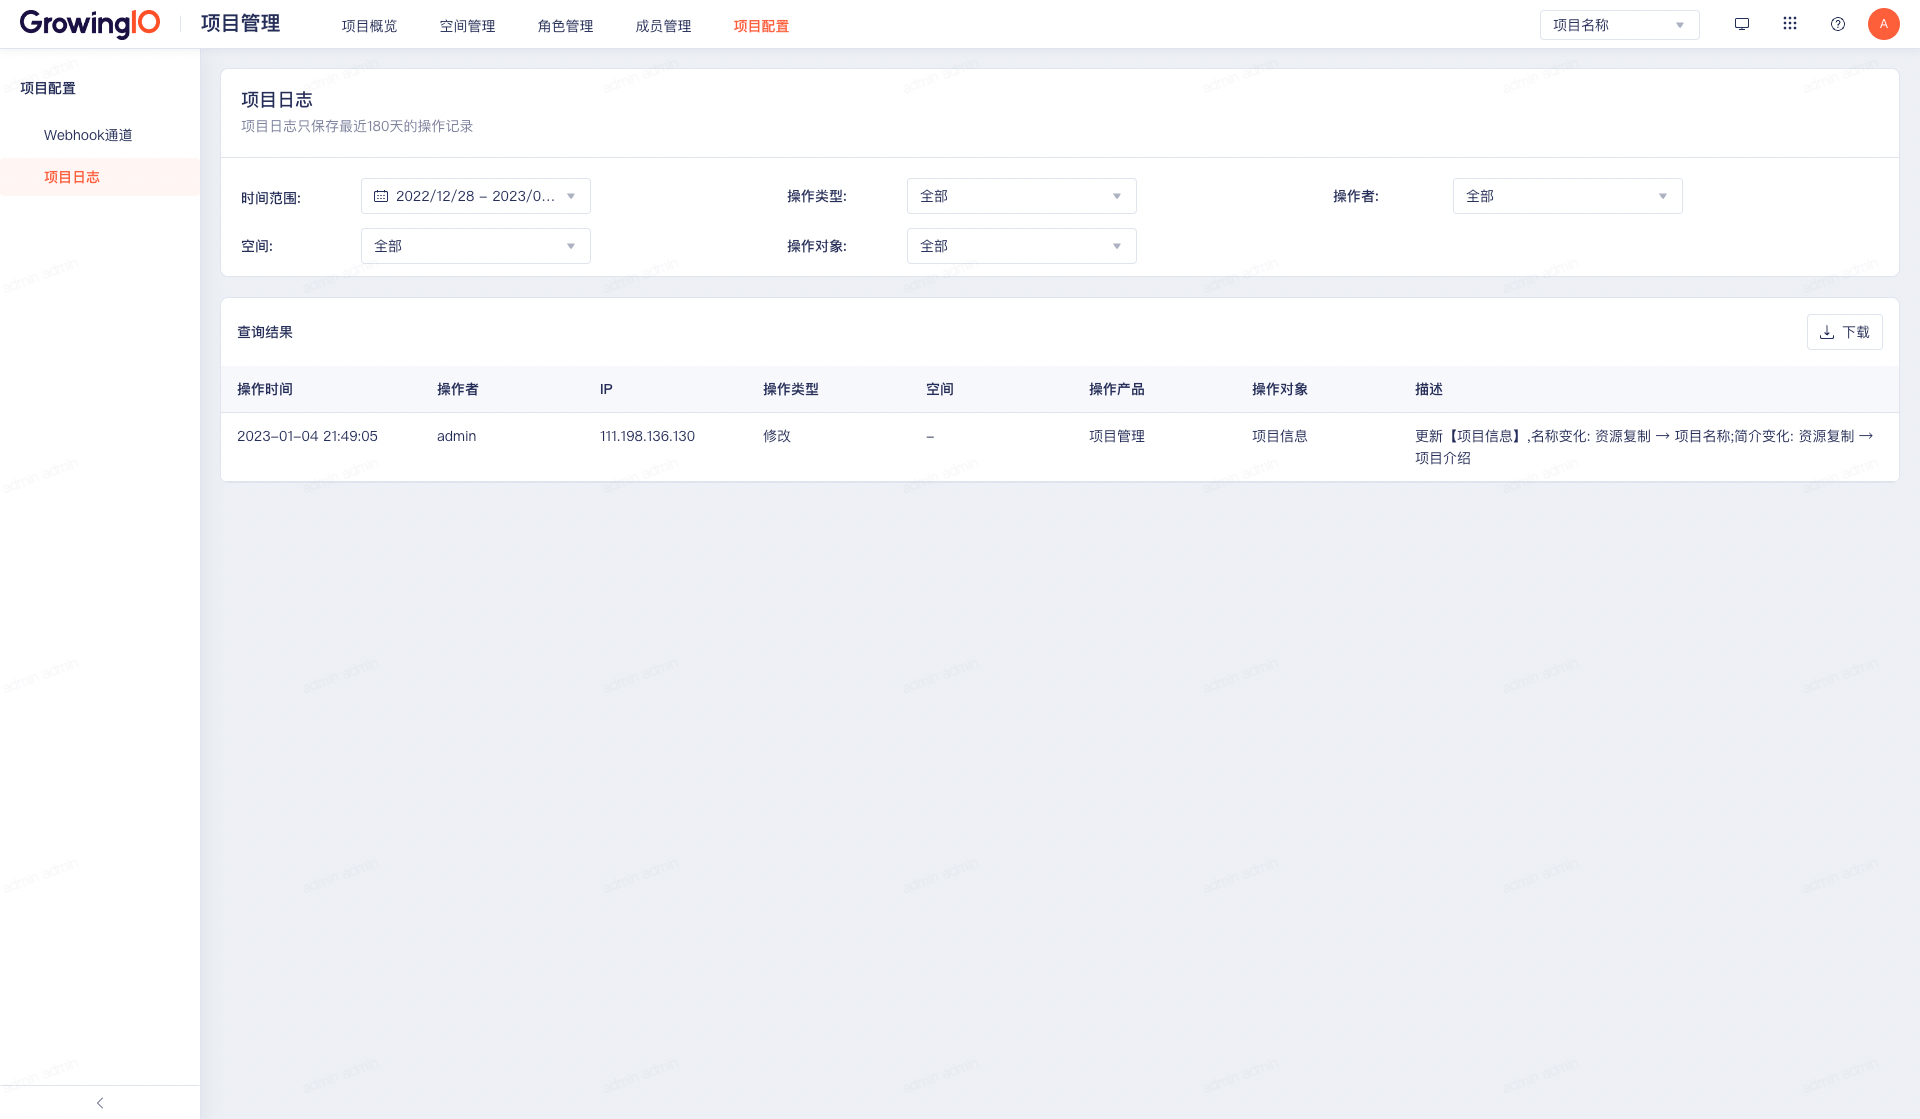 GrowingIO
项目管理
项目概览
空间管理
角色管理
成员管理
项目配置
项目名称
A
项目配置
Webhook通道
项目日志
项目日志
项目日志只保存最近180天的操作记录
时间范围:
2022/12/28 - 2023/0...
操作类型:
全部
操作者:
全部
空间:
全部
操作对象:
全部
查询结果
下载
操作时间
操作者
IP
操作类型
空间
操作产品
操作对象
描述
2023-01-04 21:49:05
admin
111.198.136.130
修改
-
项目管理
项目信息
更新【项目信息】,名称变化: 资源复制 → 项目名称;简介变化: 资源复制 →
项目介绍
admin admin